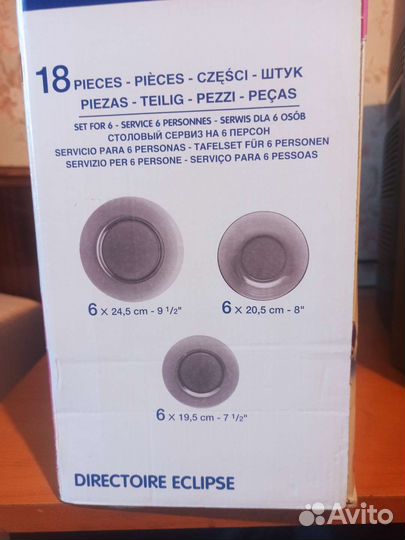 18 PIECES - PIÈCES - CZĘŚCI - ШТУК
PIEZAS - TEILIG - PEZZI - PEÇAS
SET FOR 6 - SERVICE 6 PERSONNES - SERWIS DLA 6 OSÓB
СТОЛОВЫЙ СЕРВИЗ НА 6 ПЕРСОН
SERVICIO PARA 6 PERSONAS - TAFELSET FÜR 6 PERSONEN
SERVIZIO PER 6 PERSONE - SERVIÇO PARA 6 PESSOAS
6 X 24,5 cm - 9 1/2"
6 X 20,5 cm - 8"
6 X 19,5 cm - 7 1/2"
DIRECTOIRE ECLIPSE
Avito